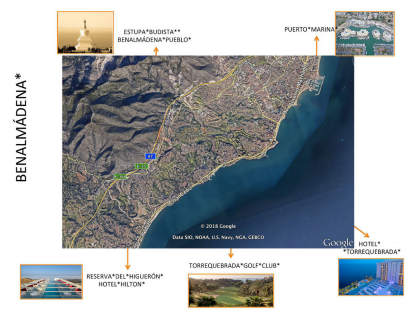 ESTUPA*BUDISTA**
BENALMÁDENA*PUEBLO*
PUERTO*MARINA*
BENALMÁDENA*
© 2018 Google
Data SIO, NOAA, U.S. Navy, NGA, GEBCO
Google
HOTEL*
*TORREQUEBRADA*
RESERVA*DEL*HIGUERÓN*
HOTEL*HILTON*
TORREQUEBRADA*GOLF*CLUB*